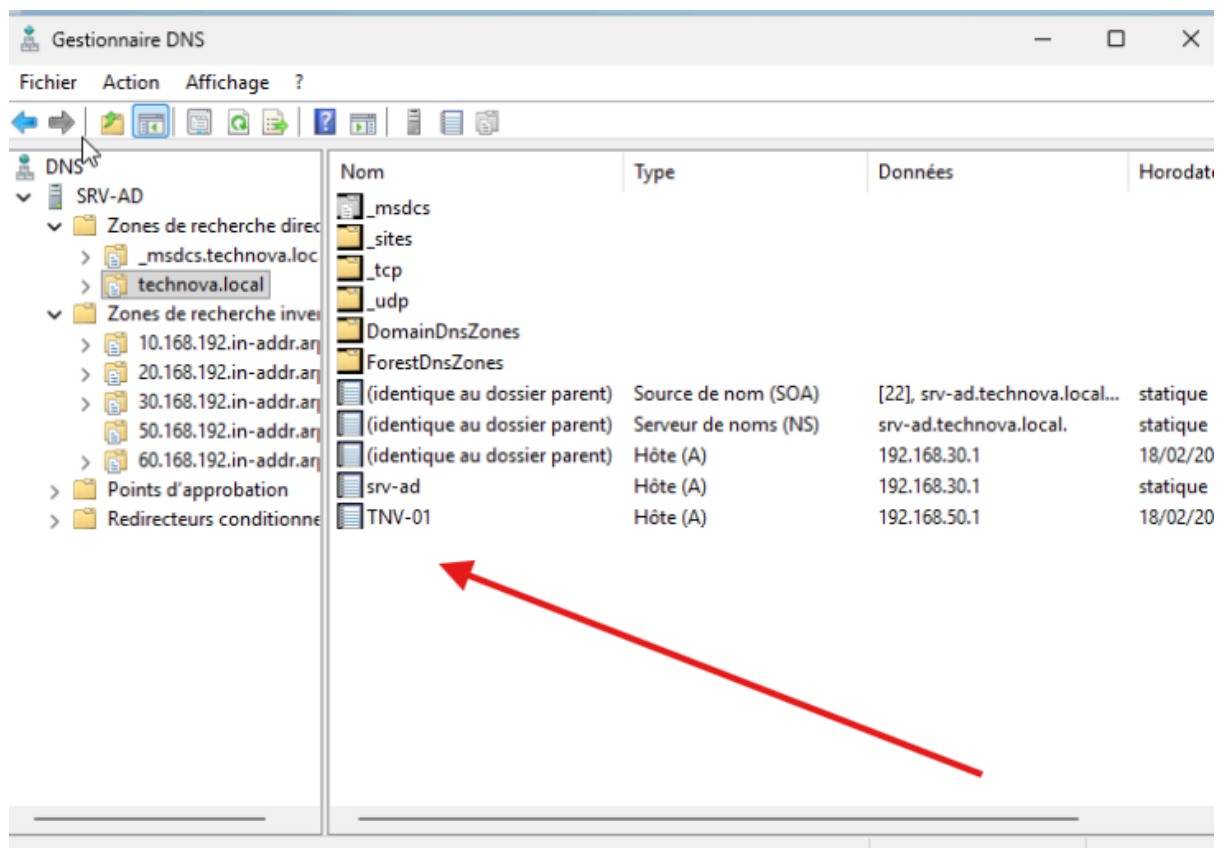 Gestionnaire DNS
Fichier Action Affichage ?
DNS
SRV-AD
Zones de recherche direc
_msdcs.technova.loc
technova.local
Zones de recherche inver
10.168.192.in-addr.arp
20.168.192.in-addr.arp
30.168.192.in-addr.arp
50.168.192.in-addr.arp
60.168.192.in-addr.arp
Points d'approbation
Redirecteurs conditionne
Nom Type Données Horodate
_msdcs
_sites
_tcp
_udp
DomainDnsZones
ForestDnsZones
(identique au dossier parent) Source de nom (SOA) [22], srv-ad.technova.local... statique
(identique au dossier parent) Serveur de noms (NS) srv-ad.technova.local. statique
(identique au dossier parent) Hôte (A) 192.168.30.1 18/02/20
srv-ad Hôte (A) 192.168.30.1 statique
TNV-01 Hôte (A) 192.168.50.1 18/02/20